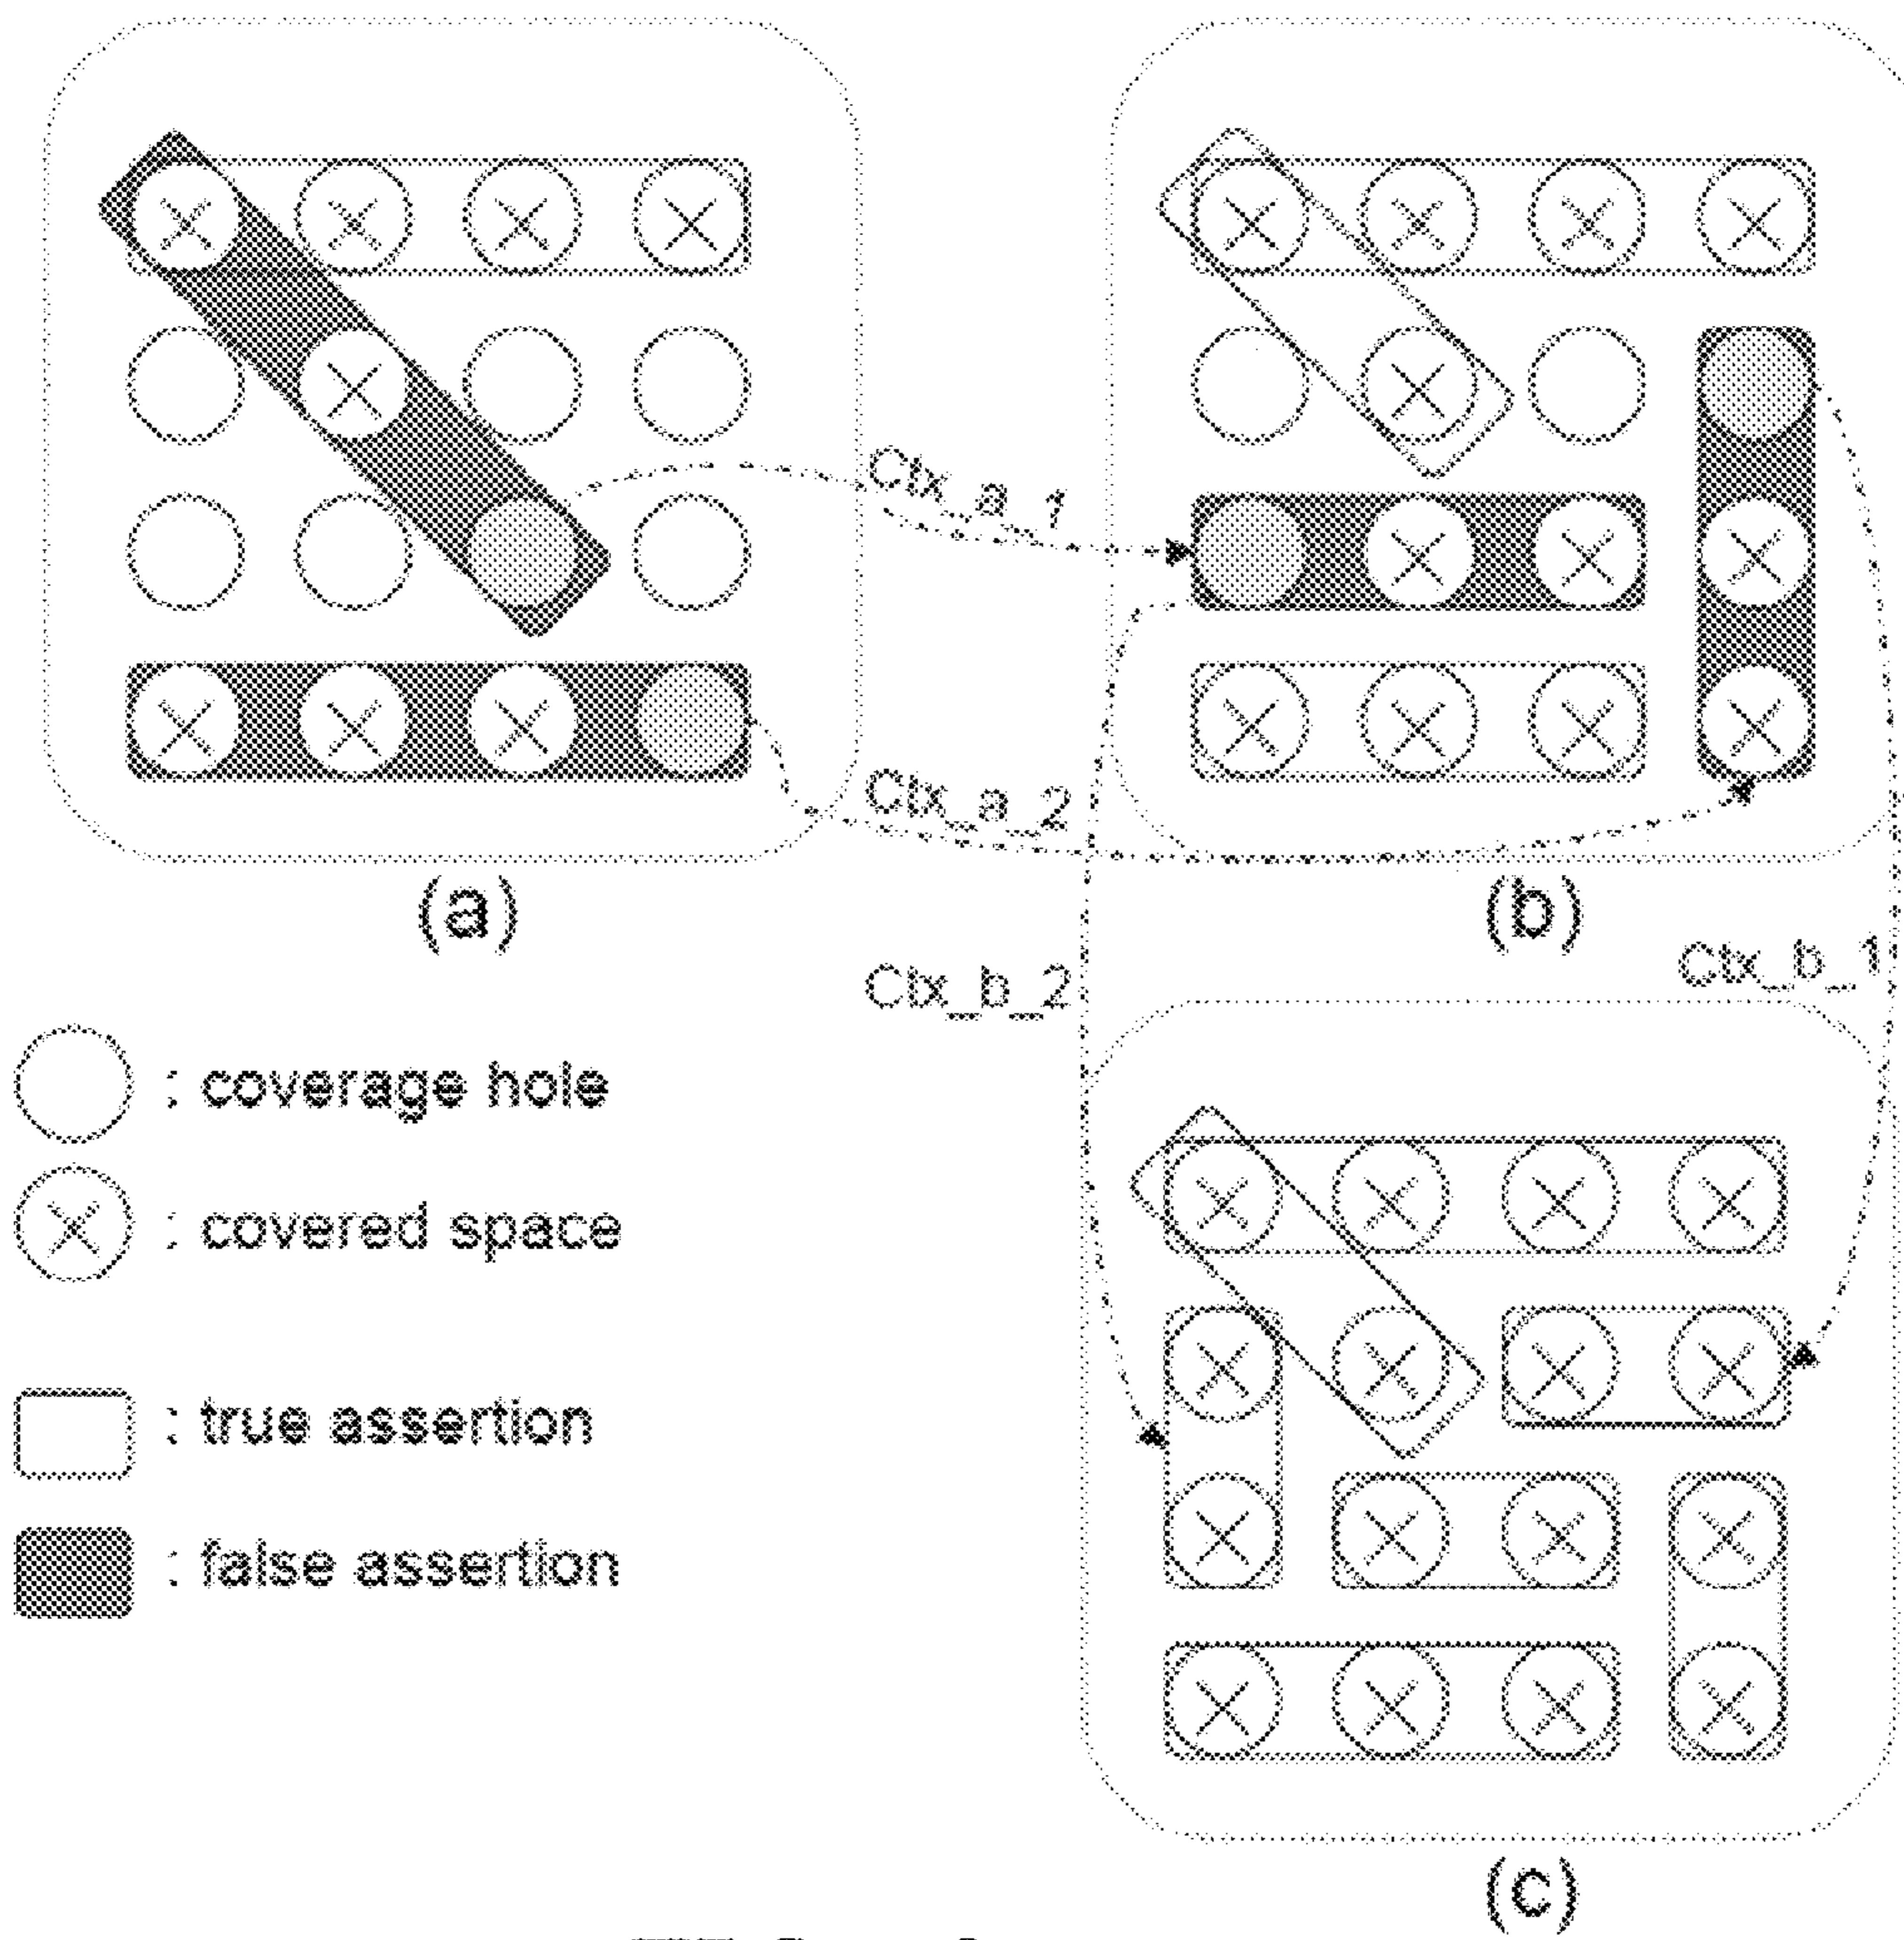 Ctx_a_1
Ctx_a_2
(a)
(b)
Ctx_b_2
Ctx_b_1
: coverage hole
: covered space
: true assertion
: false assertion
(c)